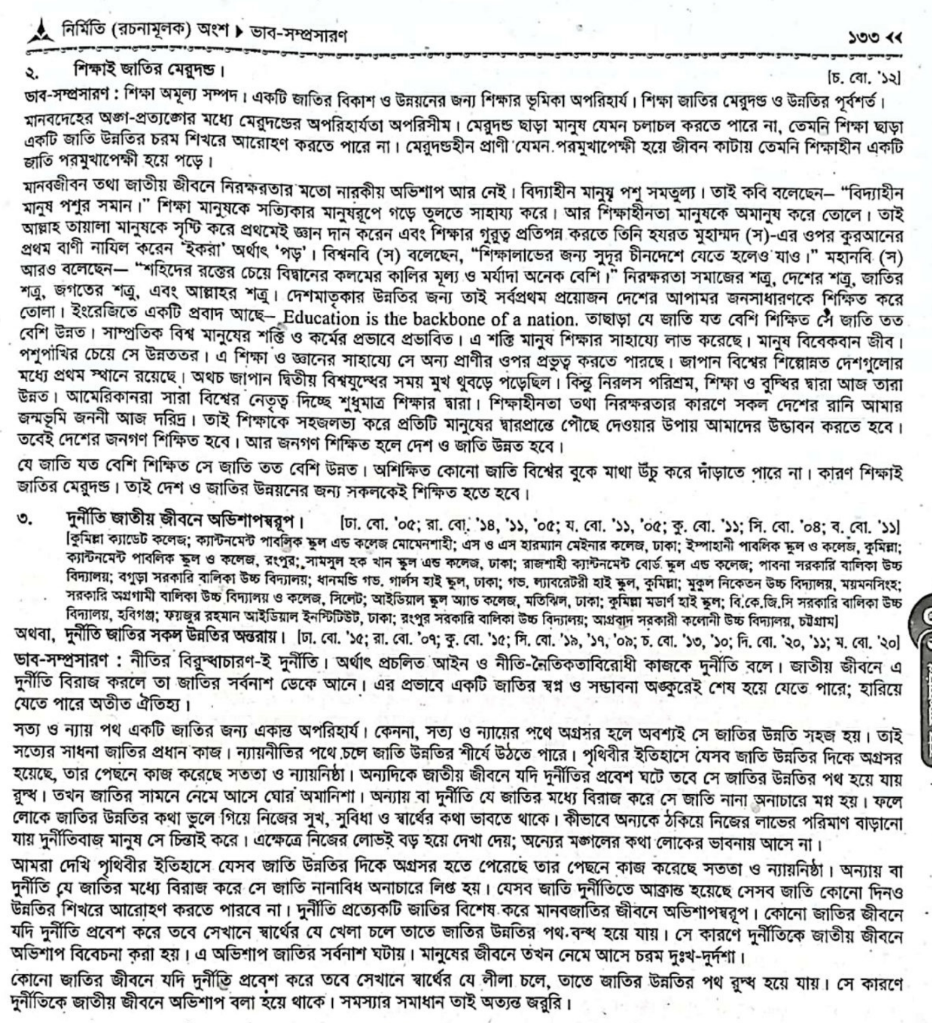 নির্মিতি (রচনামূলক) অংশ ▶ ভাব-সম্প্রসারণ ১৩৩ <<
২. শিক্ষাই জাতির মেরুদন্ড। [চ. বো. '১২]
ভাব-সম্প্রসারণ : শিক্ষা অমূল্য সম্পদ। একটি জাতির বিকাশ ও উন্নয়নের জন্য শিক্ষার ভূমিকা অপরিহার্য। শিক্ষা জাতির মেরুদন্ড ও উন্নতির পূর্বশর্ত।
মানবদেহের অঙ্গ-প্রত্যঙ্গের মধ্যে মেরুদন্ডের অপরিহার্যতা অপরিসীম। মেরুদন্ড ছাড়া মানুষ যেমন চলাচল করতে পারে না, তেমনি শিক্ষা ছাড়া
একটি জাতি উন্নতির চরম শিখরে আরোহণ করতে পারে না। মেরুদন্ডহীন প্রাণী যেমন পরমুখাপেক্ষী হয়ে জীবন কাটায় তেমনি শিক্ষাহীন একটি
জাতি পরমুখাপেক্ষী হয়ে পড়ে।
মানবজীবন তথা জাতীয় জীবনে নিরক্ষরতার মতো নারকীয় অভিশাপ আর নেই। বিদ্যাহীন মানুষ পশু সমতুল্য। তাই কবি বলেছেন– “বিদ্যাহীন
মানুষ পশুর সমান।” শিক্ষা মানুষকে সত্যিকার মানুষরূপে গড়ে তুলতে সাহায্য করে। আর শিক্ষাহীনতা মানুষকে অমানুষ করে তোলে। তাই
আল্লাহ তায়ালা মানুষকে সৃষ্টি করে প্রথমেই জ্ঞান দান করেন এবং শিক্ষার গুরুত্ব প্রতিপন্ন করতে তিনি হযরত মুহাম্মদ (স)-এর ওপর কুরআনের
প্রথম বাণী নাযিল করেন ‘ইকরা’ অর্থাৎ ‘পড়’। বিশ্বনবি (স) বলেছেন, “শিক্ষালাভের জন্য সুদূর চীনদেশে যেতে হলেও যাও।” মহানবি (স)
আরও বলেছেন– “শহিদের রক্তের চেয়ে বিদ্বানের কলমের কালির মূল্য ও মর্যাদা অনেক বেশি।” নিরক্ষরতা সমাজের শত্রু, দেশের শত্রু, জাতির
শত্রু, জগতের শত্রু, এবং আল্লাহর শত্রু। দেশমাতৃকার উন্নতির জন্য তাই সর্বপ্রথম প্রয়োজন দেশের আপামর জনসাধারণকে শিক্ষিত করে
তোলা। ইংরেজিতে একটি প্রবাদ আছে– Education is the backbone of a nation. তাছাড়া যে জাতি যত বেশি শিক্ষিত সে জাতি তত
বেশি উন্নত। সাম্প্রতিক বিশ্ব মানুষের শক্তি ও কর্মের প্রভাবে প্রভাবিত। এ শক্তি মানুষ শিক্ষার সাহায্যে লাভ করেছে। মানুষ বিবেকবান জীব।
পশুপাখির চেয়ে সে উন্নততর। এ শিক্ষা ও জ্ঞানের সাহায্যে সে অন্য প্রাণীর ওপর প্রভুত্ব করতে পারছে। জাপান বিশ্বের শিল্পোন্নত দেশগুলোর
মধ্যে প্রথম স্থানে রয়েছে। অথচ জাপান দ্বিতীয় বিশ্বযুদ্ধের সময় মুখ থুবড়ে পড়েছিল। কিন্তু নিরলস পরিশ্রম, শিক্ষা ও বুদ্ধির দ্বারা আজ তারা
উন্নত। আমেরিকানরা সারা বিশ্বের নেতৃত্ব দিচ্ছে শুধুমাত্র শিক্ষার দ্বারা। শিক্ষাহীনতা তথা নিরক্ষরতার কারণে সকল দেশের রানি আমার
জন্মভূমি জননী আজ দরিদ্র। তাই শিক্ষাকে সহজলভ্য করে প্রতিটি মানুষের দ্বারপ্রান্তে পৌঁছে দেওয়ার উপায় আমাদের উদ্ভাবন করতে হবে।
তবেই দেশের জনগণ শিক্ষিত হবে। আর জনগণ শিক্ষিত হলে দেশ ও জাতি উন্নত হবে।
যে জাতি যত বেশি শিক্ষিত সে জাতি তত বেশি উন্নত। অশিক্ষিত কোনো জাতি বিশ্বের বুকে মাথা উঁচু করে দাঁড়াতে পারে না। কারণ শিক্ষাই
জাতির মেরুদন্ড। তাই দেশ ও জাতির উন্নয়নের জন্য সকলকেই শিক্ষিত হতে হবে।
৩. দুর্নীতি জাতীয় জীবনে অভিশাপস্বরূপ। [ঢা. বো. '০৫; রা. বো. '১৪, '১১, '০৫; য. বো. '১১, '০৫; কু. বো. '১১; সি. বো. '০৪; ব. বো. '১১]
[কুমিল্লা ক্যাডেট কলেজ; ক্যান্টনমেন্ট পাবলিক স্কুল এন্ড কলেজ মোমেনশাহী; এস ও এস হারম্যান মেইনার কলেজ, ঢাকা; ইস্পাহানী পাবলিক স্কুল ও কলেজ, কুমিল্লা;
ক্যান্টনমেন্ট পাবলিক স্কুল ও কলেজ, রংপুর; সামসুল হক খান স্কুল এন্ড কলেজ, ঢাকা; রাজশাহী ক্যান্টনমেন্ট বোর্ড স্কুল এন্ড কলেজ; পাবনা সরকারি বালিকা উচ্চ
বিদ্যালয়; বগুড়া সরকারি বালিকা উচ্চ বিদ্যালয়; ধানমন্ডি গভ. গার্লস হাই স্কুল, ঢাকা; গভ. ল্যাবরেটরী হাই স্কুল, কুমিল্লা; মুকুল নিকেতন উচ্চ বিদ্যালয়, ময়মনসিংহ;
সরকারি অগ্রগামী বালিকা উচ্চ বিদ্যালয় ও কলেজ, সিলেট; আইডিয়াল স্কুল অ্যান্ড কলেজ, মতিঝিল, ঢাকা; কুমিল্লা মডার্ণ হাই স্কুল; বি.কে.জি.সি সরকারি বালিকা উচ্চ
বিদ্যালয়, হবিগঞ্জ; ফয়জুর রহমান আইডিয়াল ইনস্টিটিউট, ঢাকা; রংপুর সরকারি বালিকা উচ্চ বিদ্যালয়; আগ্রাবাদ সরকারী কলোনী উচ্চ বিদ্যালয়, চট্টগ্রাম]
অথবা, দুর্নীতি জাতির সকল উন্নতির অন্তরায়। [ঢা. বো. '১৫; রা. বো. '০৭; কু. বো. '১৫; সি. বো. '১৯, '১৭, '০৯; চ. বো. '১৩, '১০; দি. বো. '২০, '১১; ম. বো. '২০]
ভাব-সম্প্রসারণ : নীতির বিরুদ্ধাচারণ-ই দুর্নীতি। অর্থাৎ প্রচলিত আইন ও নীতি-নৈতিকতাবিরোধী কাজকে দুর্নীতি বলে। জাতীয় জীবনে এ
দুর্নীতি বিরাজ করলে তা জাতির সর্বনাশ ডেকে আনে। এর প্রভাবে একটি জাতির স্বপ্ন ও সম্ভাবনা অঙ্কুরেই শেষ হয়ে যেতে পারে; হারিয়ে
যেতে পারে অতীত ঐতিহ্য।
সত্য ও ন্যায় পথ একটি জাতির জন্য একান্ত অপরিহার্য। কেননা, সত্য ও ন্যায়ের পথে অগ্রসর হলে অবশ্যই সে জাতির উন্নতি সহজ হয়। তাই
সত্যের সাধনা জাতির প্রধান কাজ। ন্যায়নীতির পথে চলে জাতি উন্নতির শীর্ষে উঠতে পারে। পৃথিবীর ইতিহাসে যেসব জাতি উন্নতির দিকে অগ্রসর
হয়েছে, তার পেছনে কাজ করেছে সততা ও ন্যায়নিষ্ঠা। অন্যদিকে জাতীয় জীবনে যদি দুর্নীতির প্রবেশ ঘটে তবে সে জাতির উন্নতির পথ হয়ে যায়
রুদ্ধ। তখন জাতির সামনে নেমে আসে ঘোর অমানিশা। অন্যায় বা দুর্নীতি যে জাতির মধ্যে বিরাজ করে সে জাতি নানা অনাচারে মগ্ন হয়। ফলে
লোকে জাতির উন্নতির কথা ভুলে গিয়ে নিজের সুখ, সুবিধা ও স্বার্থের কথা ভাবতে থাকে। কীভাবে অন্যকে ঠকিয়ে নিজের লাভের পরিমাণ বাড়ানো
যায় দুর্নীতিবাজ মানুষ সে চিন্তাই করে। এক্ষেত্রে নিজের লোভই বড় হয়ে দেখা দেয়; অন্যের মঙ্গলের কথা লোকের ভাবনায় আসে না।
আমরা দেখি পৃথিবীর ইতিহাসে যেসব জাতি উন্নতির দিকে অগ্রসর হতে পেরেছে তার পেছনে কাজ করেছে সততা ও ন্যায়নিষ্ঠা। অন্যায় বা
দুর্নীতি যে জাতির মধ্যে বিরাজ করে সে জাতি নানাবিধ অনাচারে লিপ্ত হয়। যেসব জাতি দুর্নীতিতে আক্রান্ত হয়েছে সেসব জাতি কোনো দিনও
উন্নতির শিখরে আরোহণ করতে পারবে না। দুর্নীতি প্রত্যেকটি জাতির বিশেষ করে মানবজাতির জীবনে অভিশাপস্বরূপ। কোনো জাতির জীবনে
যদি দুর্নীতি প্রবেশ করে তবে সেখানে স্বার্থের যে খেলা চলে তাতে জাতির উন্নতির পথ বন্ধ হয়ে যায়। সে কারণে দুর্নীতিকে জাতীয় জীবনে
অভিশাপ বিবেচনা করা হয়। এ অভিশাপ জাতির সর্বনাশ ঘটায়। মানুষের জীবনে তখন নেমে আসে চরম দুঃখ-দুর্দশা।
কোনো জাতির জীবনে যদি দুর্নীতি প্রবেশ করে তবে সেখানে স্বার্থের যে লীলা চলে, তাতে জাতির উন্নতির পথ রুদ্ধ হয়ে যায়। সে কারণে
দুর্নীতিকে জাতীয় জীবনে অভিশাপ বলা হয়ে থাকে। সমস্যার সমাধান তাই অত্যন্ত জরুরি।